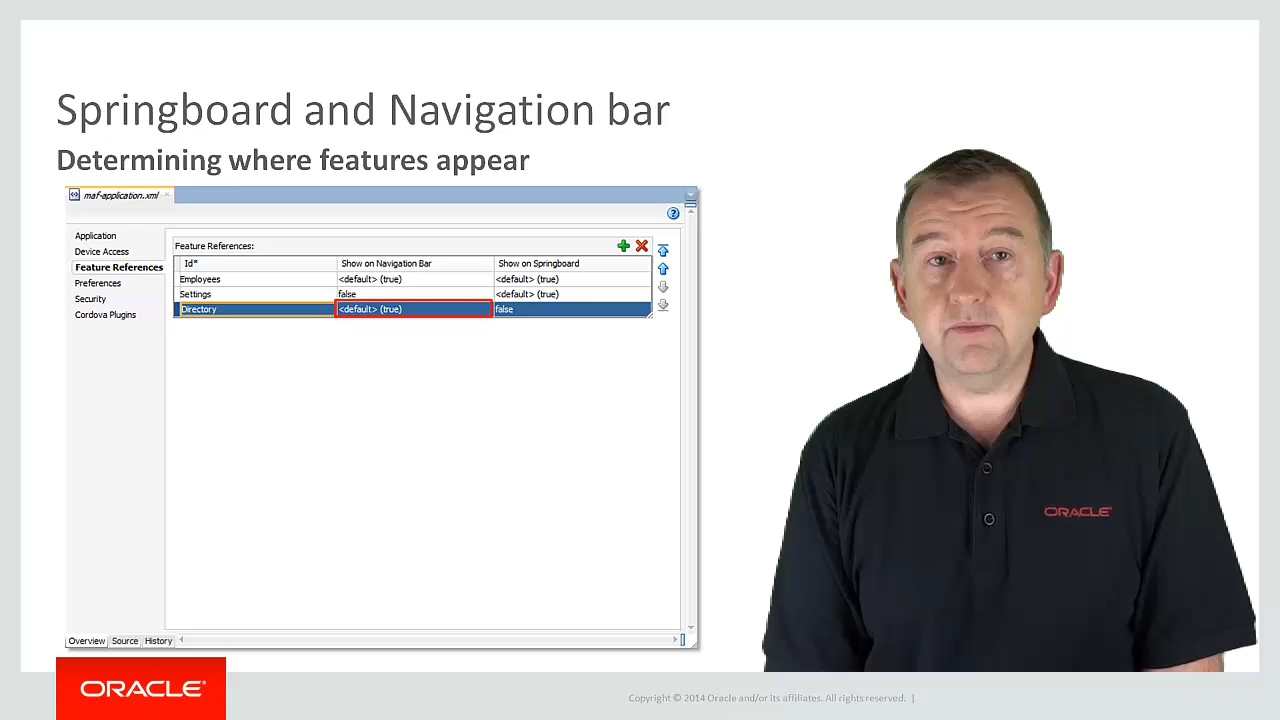 Springboard and Navigation bar
Determining where features appear
maf-application.xml
Application
Device Access
Feature References
Preferences
Security
Cordova Plugins
Feature References:
Id* Show on Navigation Bar Show on Springboard
Employees <default> (true) <default> (true)
Settings false <default> (true)
Directory <default> (true) false
Overview Source History
ORACLE
ORACLE
Copyright © 2014 Oracle and/or its affiliates. All rights reserved. |